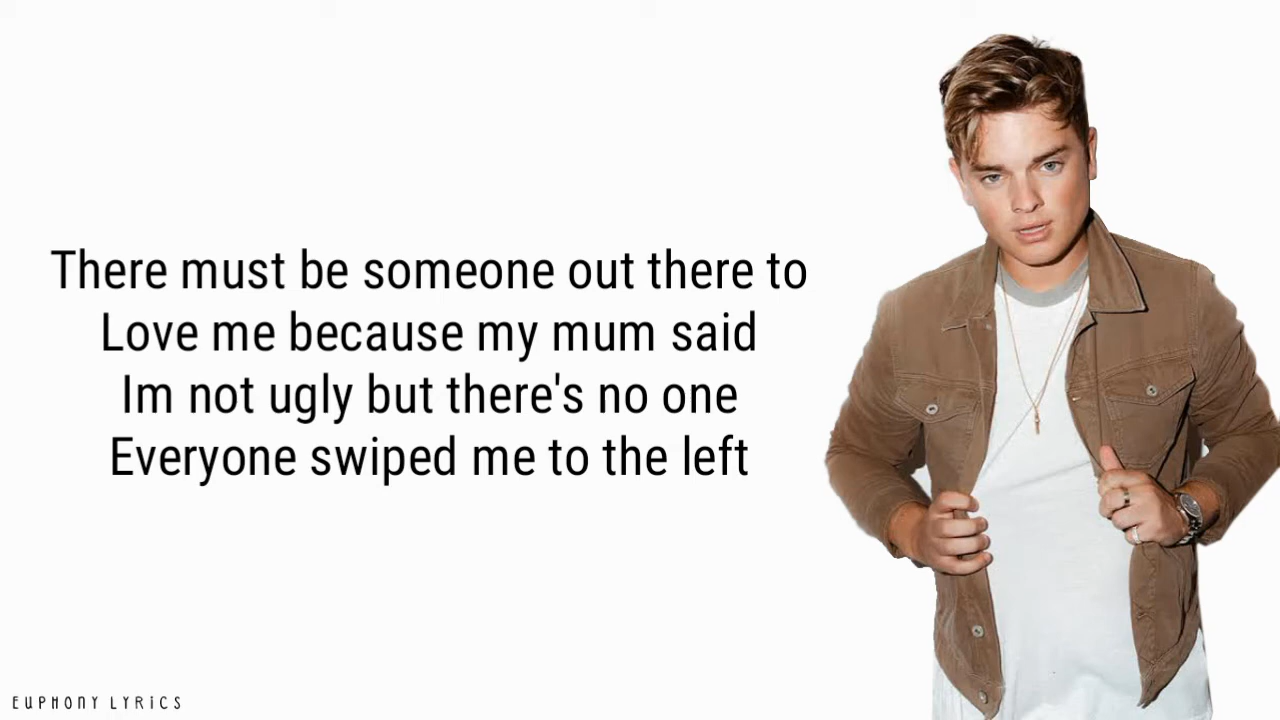 There must be someone out there to
Love me because my mum said
Im not ugly but there's no one
Everyone swiped me to the left
EUPHONY LYRICS